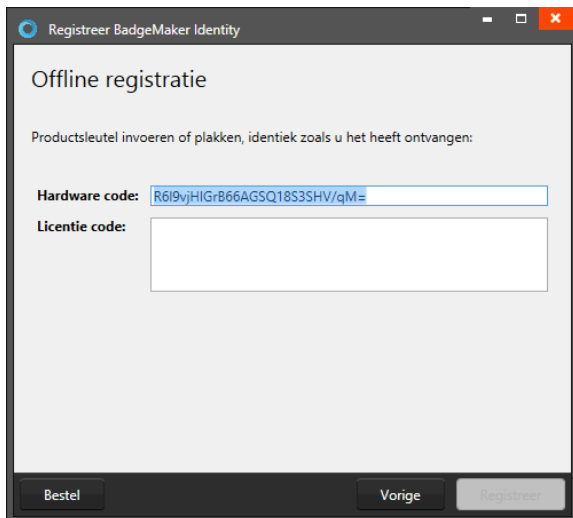 Registreer BadgeMaker Identity
Offline registratie
Productsleutel invoeren of plakken, identiek zoals u het heeft ontvangen:
Hardware code: R6I9vjHIGrB66AGSQ18S3SHV/qM=
Licentie code:
Bestel Vorige Registreer